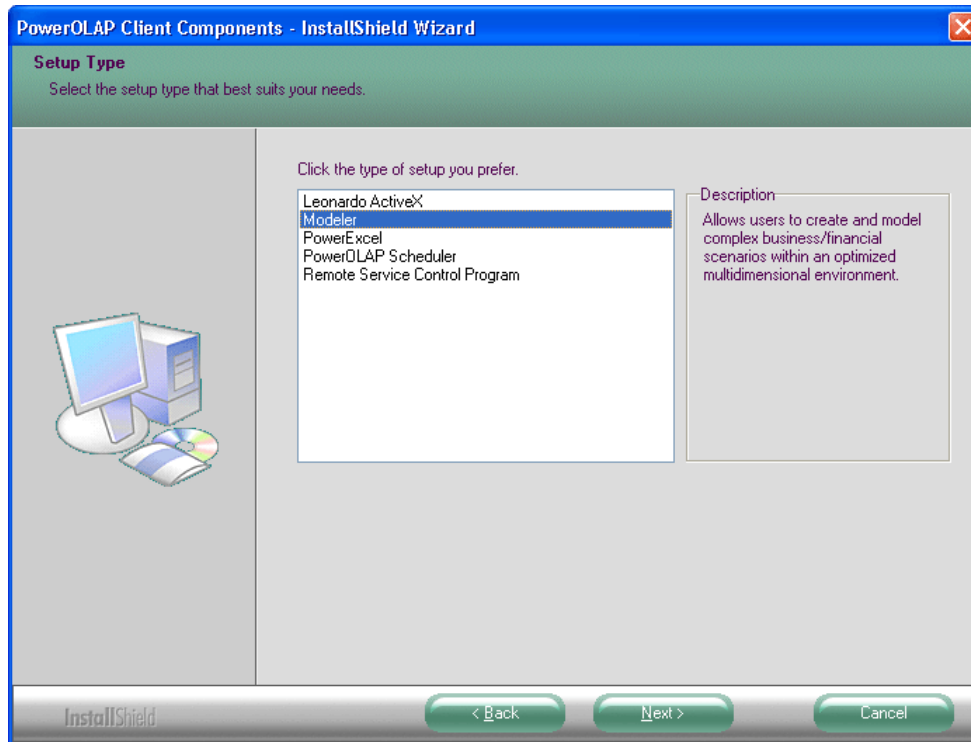 PowerOLAP Client Components - InstallShield Wizard
Setup Type
Select the setup type that best suits your needs.
Click the type of setup you prefer.
Leonardo ActiveX
Modeler
PowerExcel
PowerOLAP Scheduler
Remote Service Control Program
Description
Allows users to create and model
complex business/financial
scenarios within an optimized
multidimensional environment.
InstallShield
< Back
Next >
Cancel